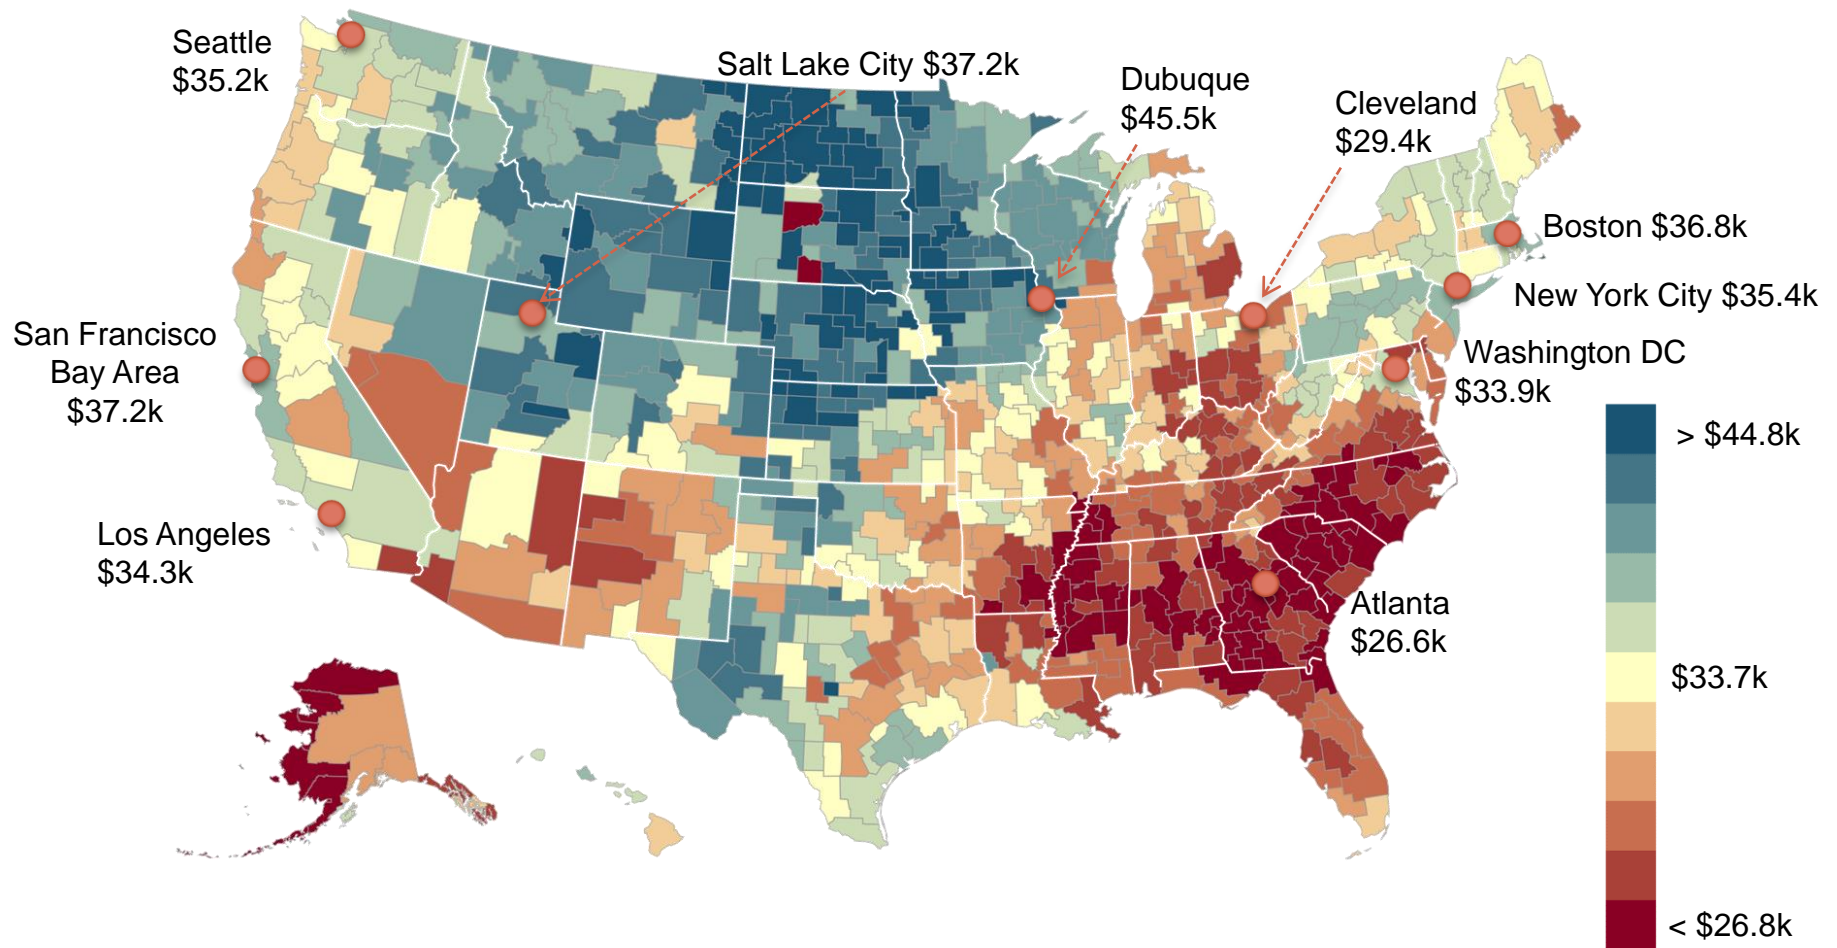 Seattle
$35.2k
Salt Lake City $37.2k
Dubuque
$45.5k
Cleveland
$29.4k
Boston $36.8k
New York City $35.4k
San Francisco
Bay Area
$37.2k
Washington DC
$33.9k
> $44.8k
Los Angeles
$34.3k
Atlanta
$26.6k
$33.7k
< $26.8k